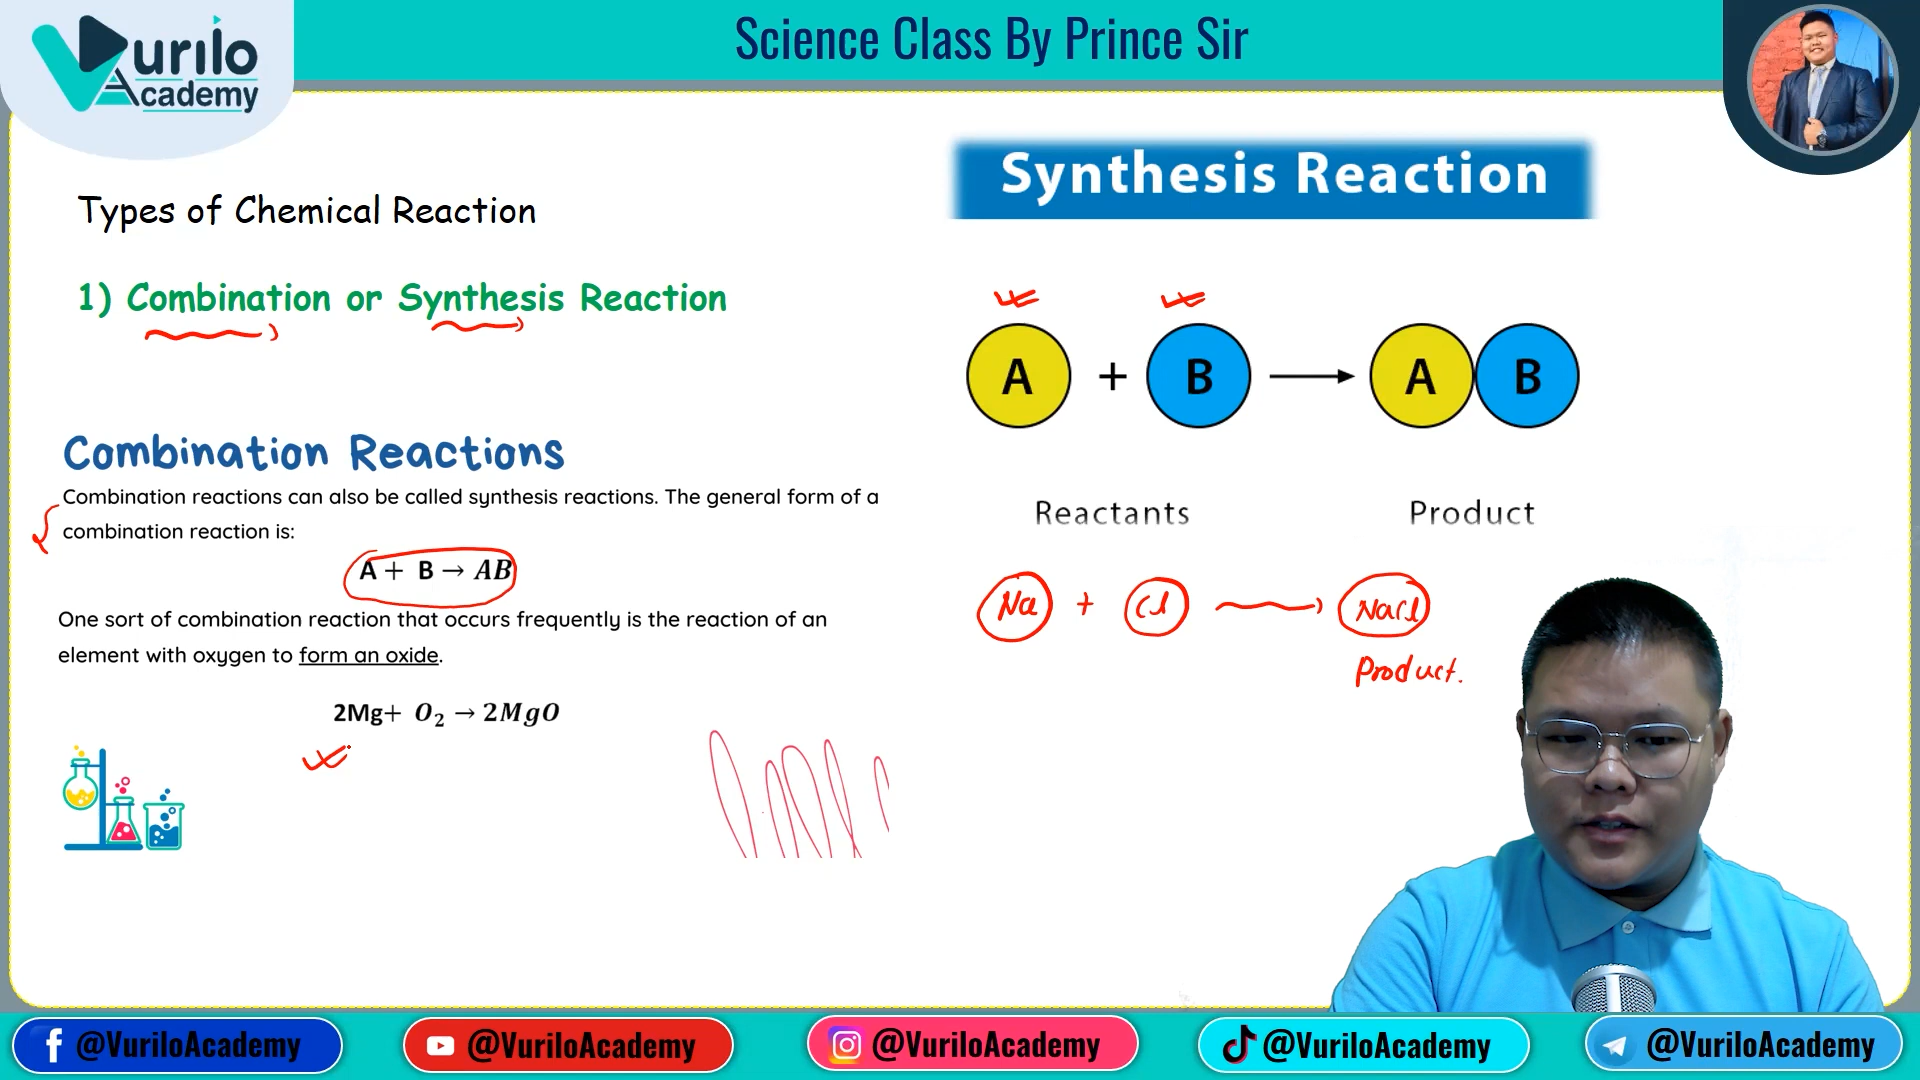 Vurilo
Academy
Science Class By Prince Sir
Types of Chemical Reaction
1) Combination or Synthesis Reaction
Combination Reactions
Combination reactions can also be called synthesis reactions. The general form of a
combination reaction is:
A + B → AB
One sort of combination reaction that occurs frequently is the reaction of an
element with oxygen to form an oxide.
2Mg+ O₂ → 2MgO
Synthesis Reaction
A + B → A B
Reactants Product
Na + Cl → NaCl
Product.
@VuriloAcademy
@VuriloAcademy
@VuriloAcademy
@VuriloAcademy
@VuriloAcademy